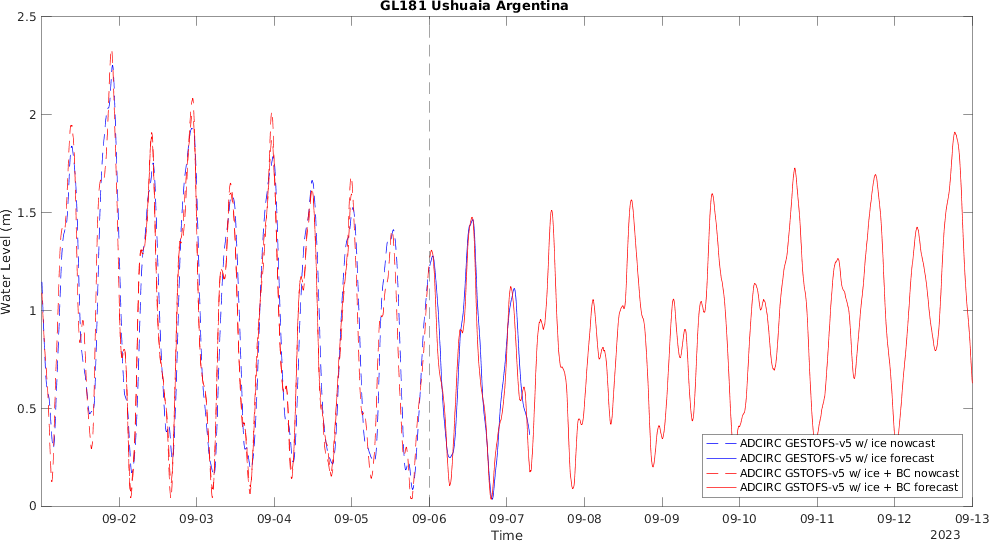 GL181 Ushuaia Argentina
2.5
2
1.5
1
0.5
0
Water Level (m)
09-02 09-03 09-04 09-05 09-06 09-07 09-08 09-09 09-10 09-11 09-12 09-13
Time
2023
ADCIRC GESTOFS-v5 w/ ice nowcast
ADCIRC GESTOFS-v5 w/ ice forecast
ADCIRC GSTOFS-v5 w/ ice + BC nowcast
ADCIRC GSTOFS-v5 w/ ice + BC forecast